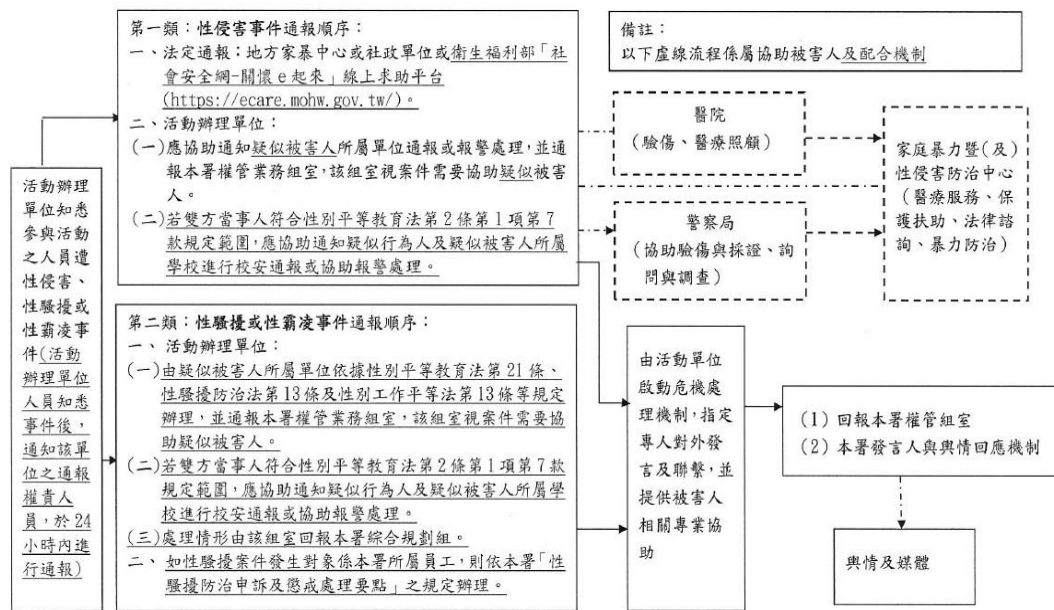 活動辦理
單位知悉
參與活動
之人員遭
性侵害、
性騷擾或
性霸凌事
件(活動
辦理單位
人員知悉
事件後，
通知該單
位之通報
權責人
員，於24
小時內進
行通報)
第一類：性侵害事件通報順序：
一、法定通報：地方家暴中心或社政單位或衛生福利部「社
會安全網-關懷e起來」線上求助平台
(https://ecare.mohw.gov.tw/)。
二、活動辦理單位：
(一)應協助通知疑似被害人所屬單位通報或報警處理，並通
報本署權管業務組室，該組室視案件需要協助疑似被害
人。
(二)若雙方當事人符合性別平等教育法第2條第1項第7
款規定範圍，應協助通知疑似行為人及疑似被害人所屬
學校進行校安通報或協助報警處理。
第二類：性騷擾或性霸凌事件通報順序：
一、活動辦理單位：
(一)由疑似被害人所屬單位依據性別平等教育法第21條、
性騷擾防治法第13條及性別工作平等法第13條等規定
辦理，並通報本署權管業務組室，該組室視案件需要協
助疑似被害人。
(二)若雙方當事人符合性別平等教育法第2條第1項第7款
規定範圍，應協助通知疑似行為人及疑似被害人所屬學
校進行校安通報或協助報警處理。
(三)處理情形由該組室回報本署綜合規劃組。
二、如性騷擾案件發生對象係本署所屬員工，則依本署「性
騷擾防治申訴及懲戒處理要點」之規定辦理。
備註：
以下虛線流程係屬協助被害人及配合機制
醫院
(驗傷、醫療照顧)
警察局
(協助驗傷與採證、詢
問與調查)
家庭暴力暨(及)
性侵害防治中心
(醫療服務、保
護扶助、法律諮
詢、暴力防治)
由活動單位
啟動危機處
理機制，指定
專人對外發
言及聯繫，並
提供被害人
相關專業協
助
(1) 回報本署權管組室
(2) 本署發言人與輿情回應機制
輿情及媒體